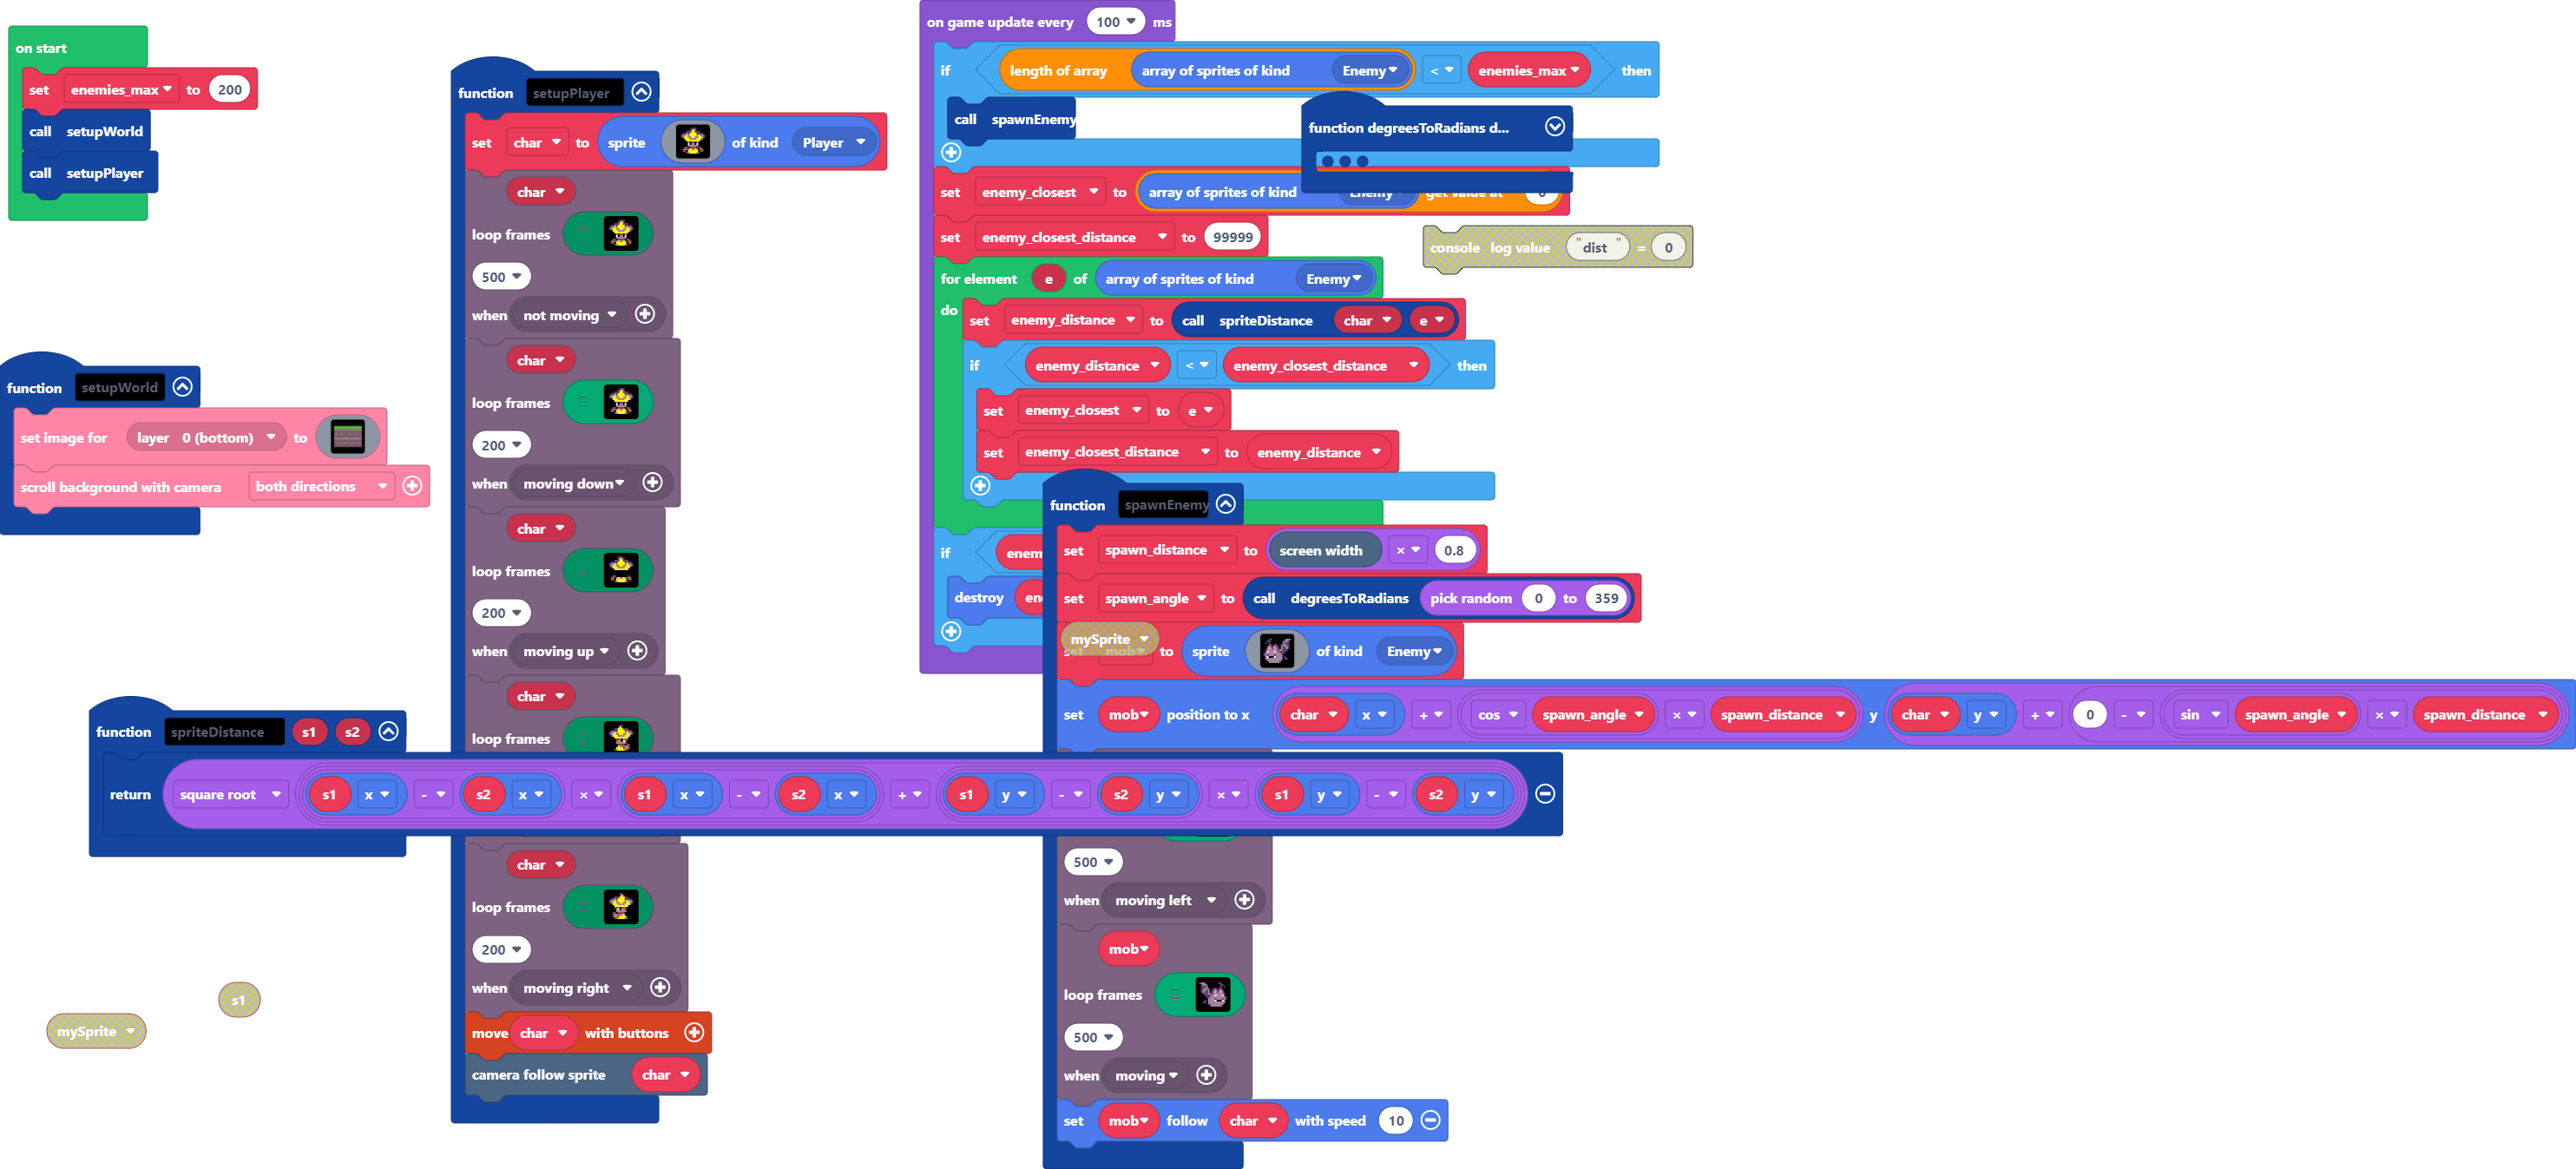 on start
set enemies_max to 200
call setupWorld
call setupPlayer
function setupWorld
set image for layer 0 (bottom) to
scroll background with camera both directions
function setupPlayer
set char to sprite of kind Player
char
loop frames
500
when not moving
char
loop frames
200
when moving down
char
loop frames
200
when moving up
char
loop frames
char
loop frames
200
when moving right
move char with buttons
camera follow sprite char
function spriteDistance s1 s2
return square root s1 x - s2 x × s1 x - s2 x + s1 y - s2 y × s1 y - s2 y
s1
mySprite
on game update every 100 ms
if length of array array of sprites of kind Enemy < enemies_max then
call spawnEnemy
set enemy_closest to array of sprites of kind Enemy get value at
set enemy_closest_distance to 99999
for element e of array of sprites of kind Enemy
do set enemy_distance to call spriteDistance char e
if enemy_distance < enemy_closest_distance then
set enemy_closest to e
set enemy_closest_distance to enemy_distance
if
destroy
function degreesToRadians d...
console log value "dist" = 0
function spawnEnemy
set spawn_distance to screen width × 0.8
set spawn_angle to call degreesToRadians pick random 0 to 359
mySprite
set mob to sprite of kind Enemy
set mob position to x char x + cos spawn_angle × spawn_distance y char y + 0 - sin spawn_angle × spawn_distance
500
when moving left
mob
loop frames
500
when moving
set mob follow char with speed 10